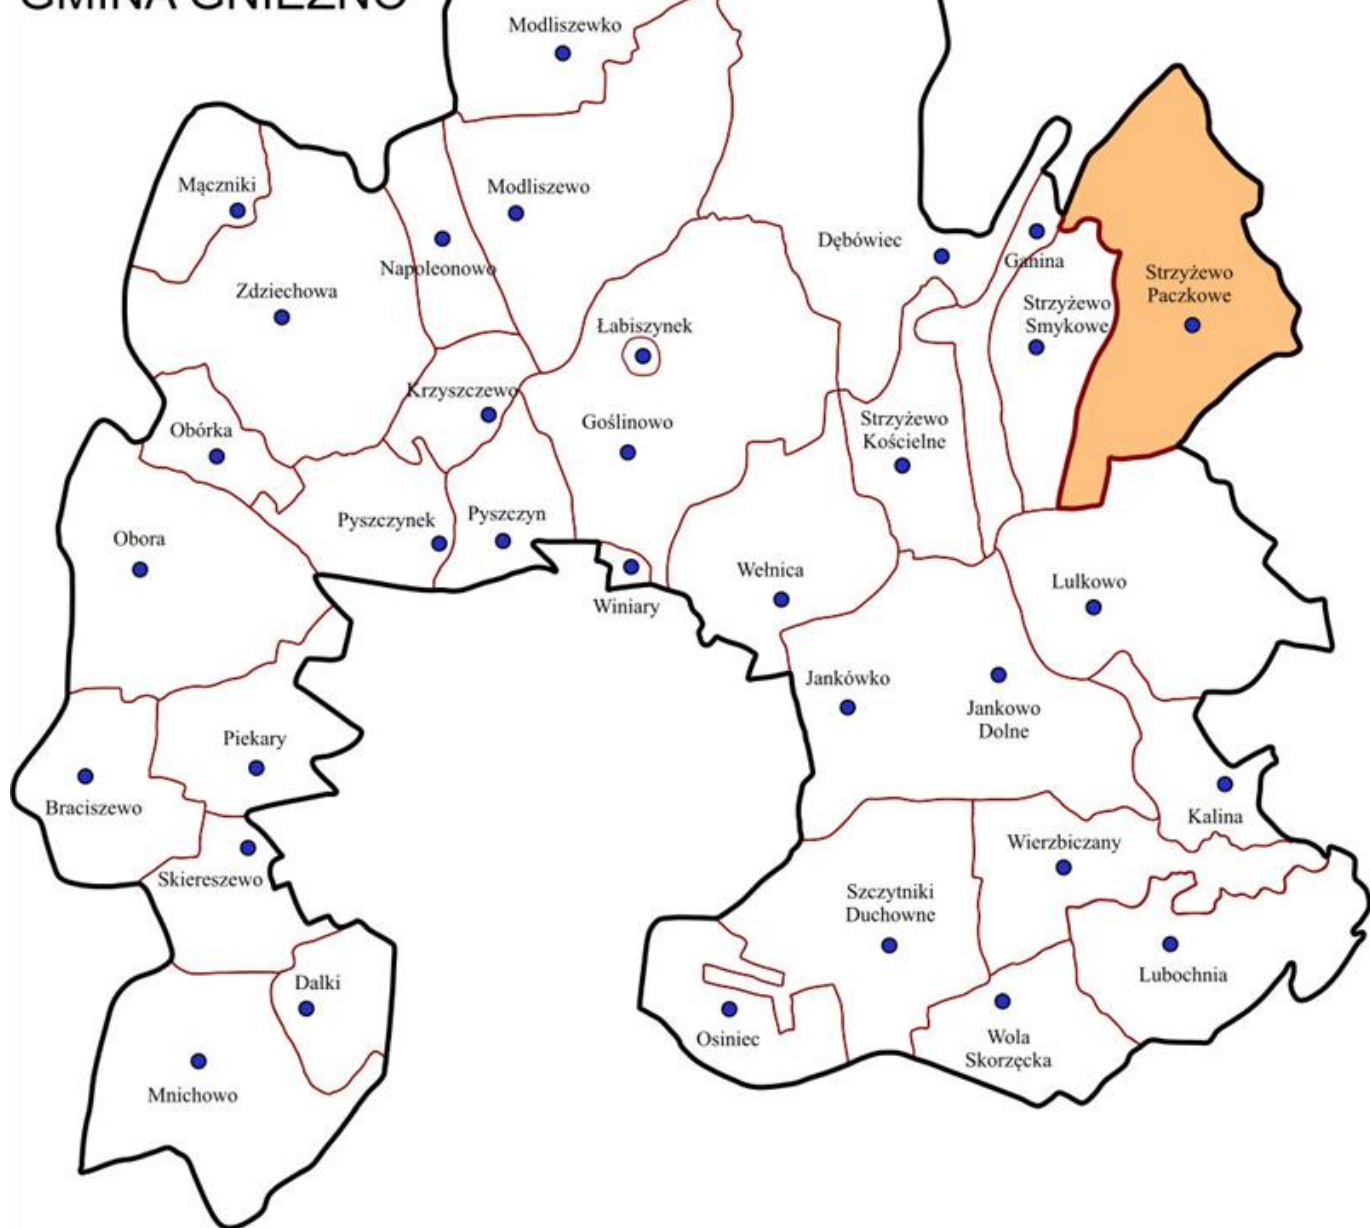 GMINA GNIEZNO
Modliszewko
Mączniki
Modliszewo
Napoleonowo
Zdziechowa
Dębówiec
Ganina
Strzyżewo
Paczkowe
Strzyżewo
Smykowe
Łabiszynek
Krzyszczewo
Goślinowo
Strzyżewo
Kościelne
Obórka
Pyszczynek
Pyszczyn
Obora
Winiary
Wełnica
Lulkowo
Jankówko
Jankowo
Dolne
Piekary
Braciszewo
Kalina
Wierzbiczany
Skiereszewo
Szczytniki
Duchowne
Lubochnia
Dalki
Osiniec
Wola
Skorzęcka
Mnichowo